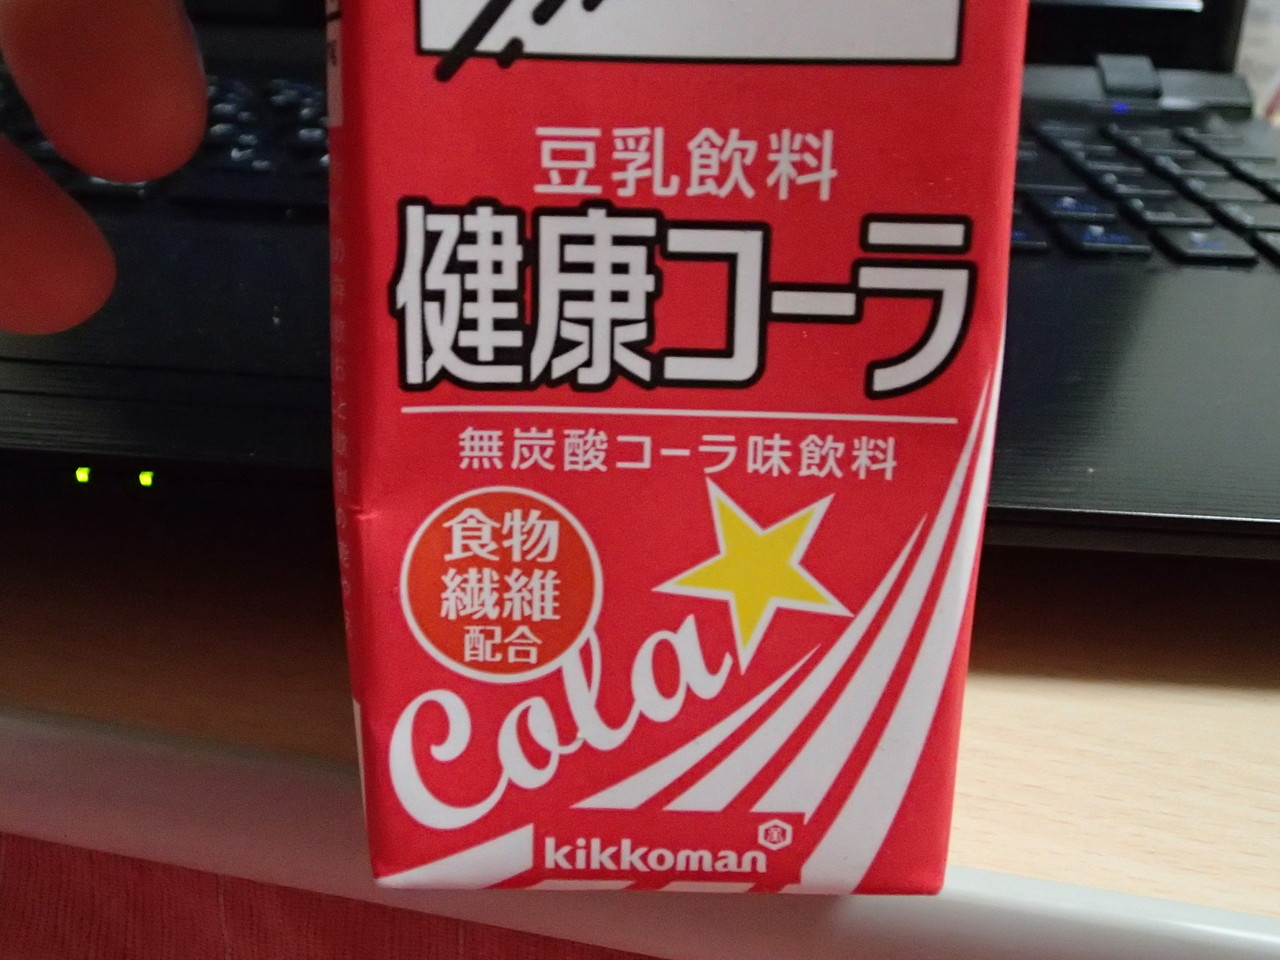 豆乳飲料
健康コーラ
無炭酸コーラ味飲料
食物
繊維
配合
Cola
kikkoman